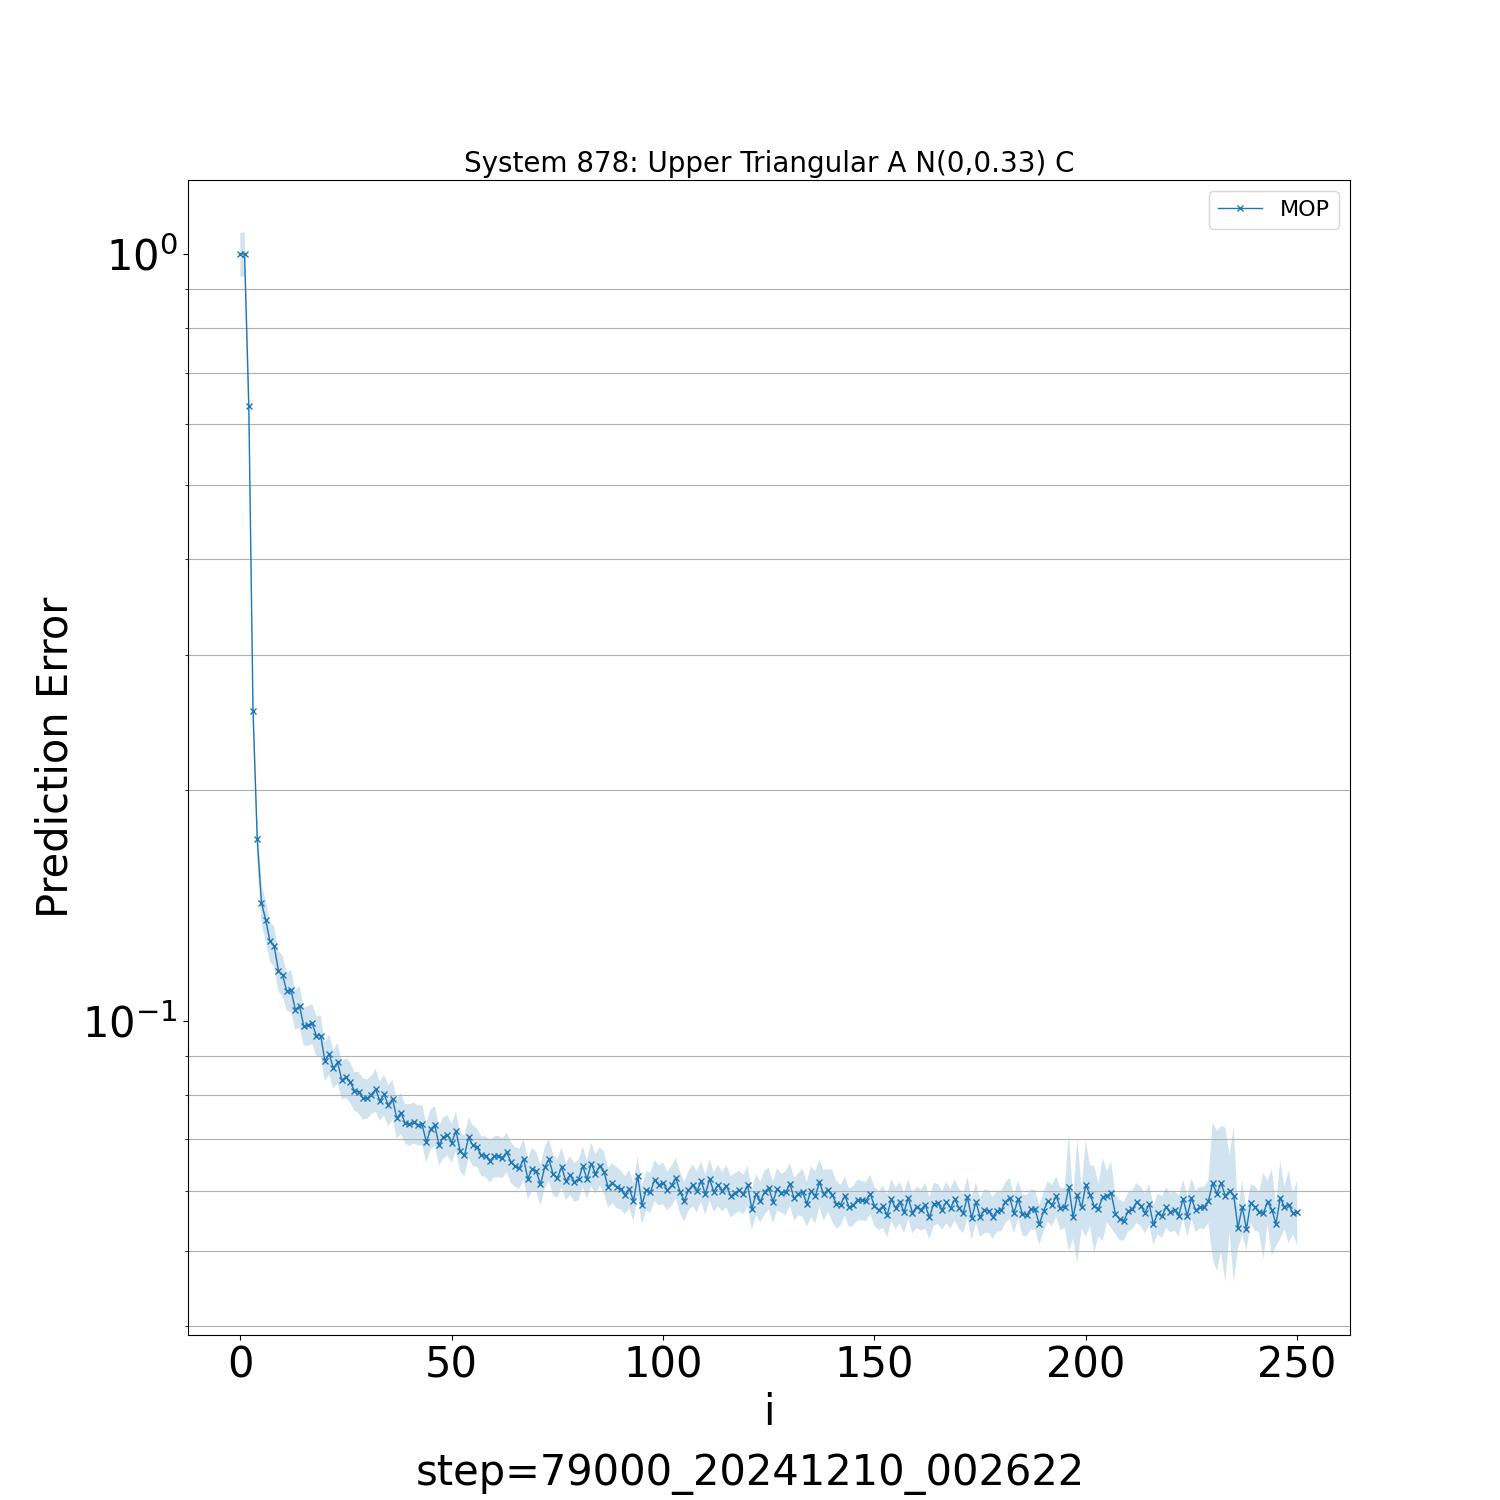 System 878: Upper Triangular A N(0,0.33) C
MOP
Prediction Error
10⁰
10⁻¹
0 50 100 150 200 250
i
step=79000_20241210_002622